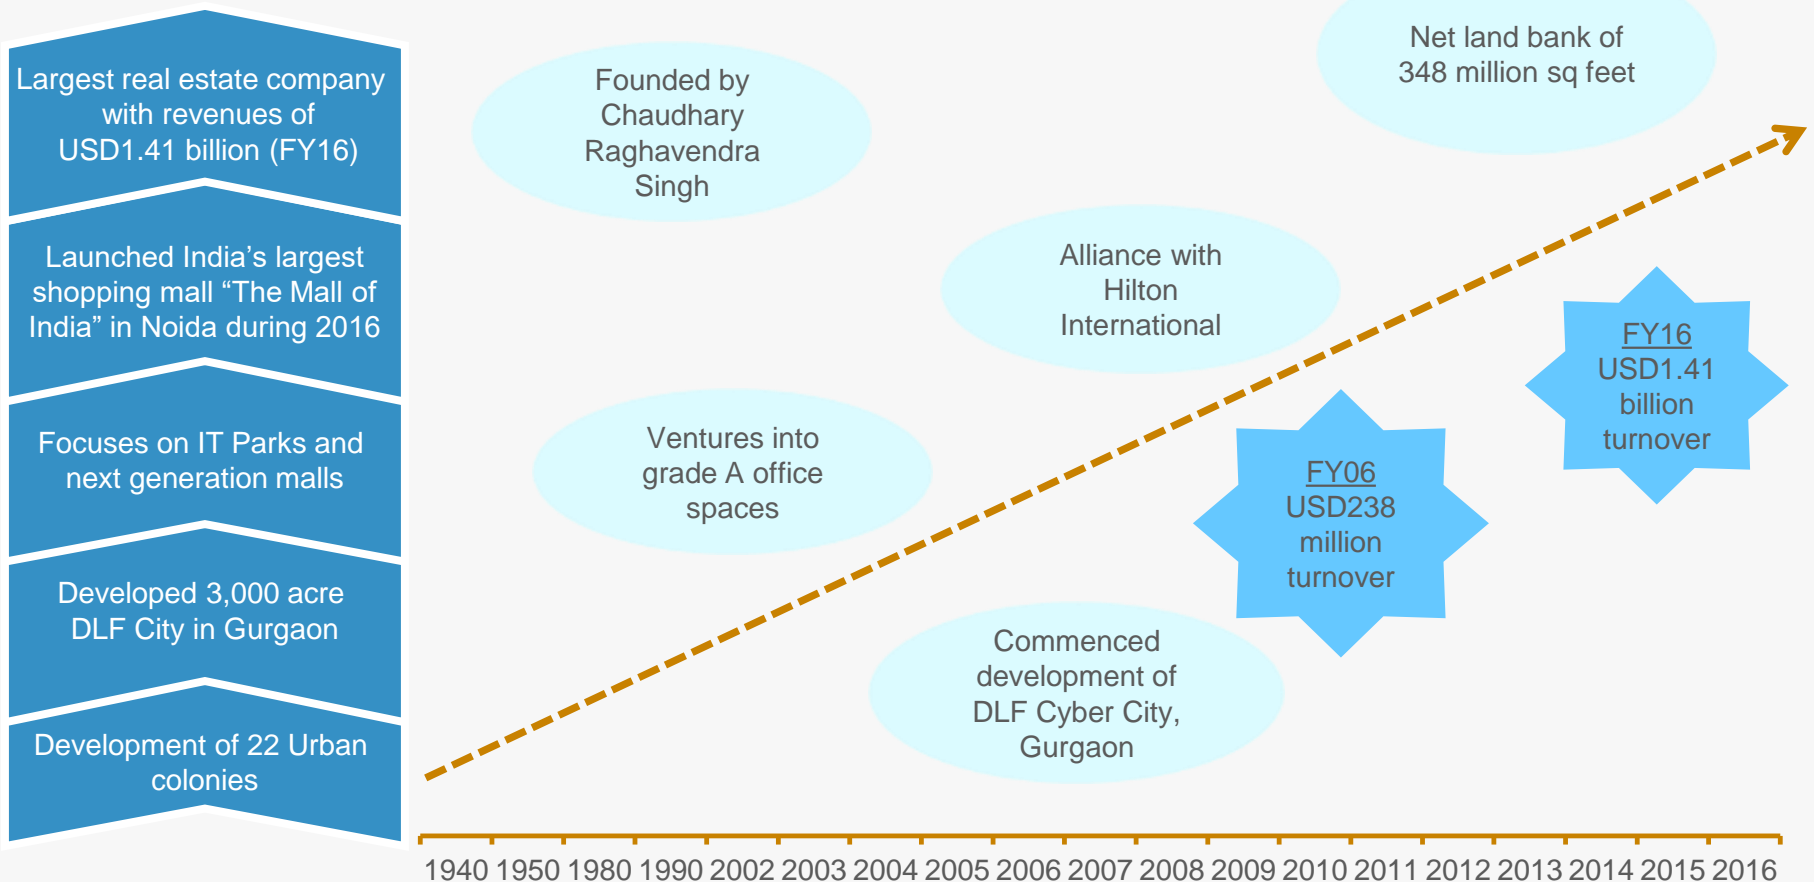 Largest real estate company
with revenues of
USD1.41 billion (FY16)
Launched India’s largest
shopping mall “The Mall of
India” in Noida during 2016
Focuses on IT Parks and
next generation malls
Developed 3,000 acre
DLF City in Gurgaon
Development of 22 Urban
colonies
Founded by
Chaudhary
Raghavendra
Singh
Net land bank of
348 million sq feet
Alliance with
Hilton
International
Ventures into
grade A office
spaces
FY16
USD1.41
billion
turnover
FY06
USD238
million
turnover
Commenced
development of
DLF Cyber City,
Gurgaon
1940 1950 1980 1990 2002 2003 2004 2005 2006 2007 2008 2009 2010 2011 2012 2013 2014 2015 2016